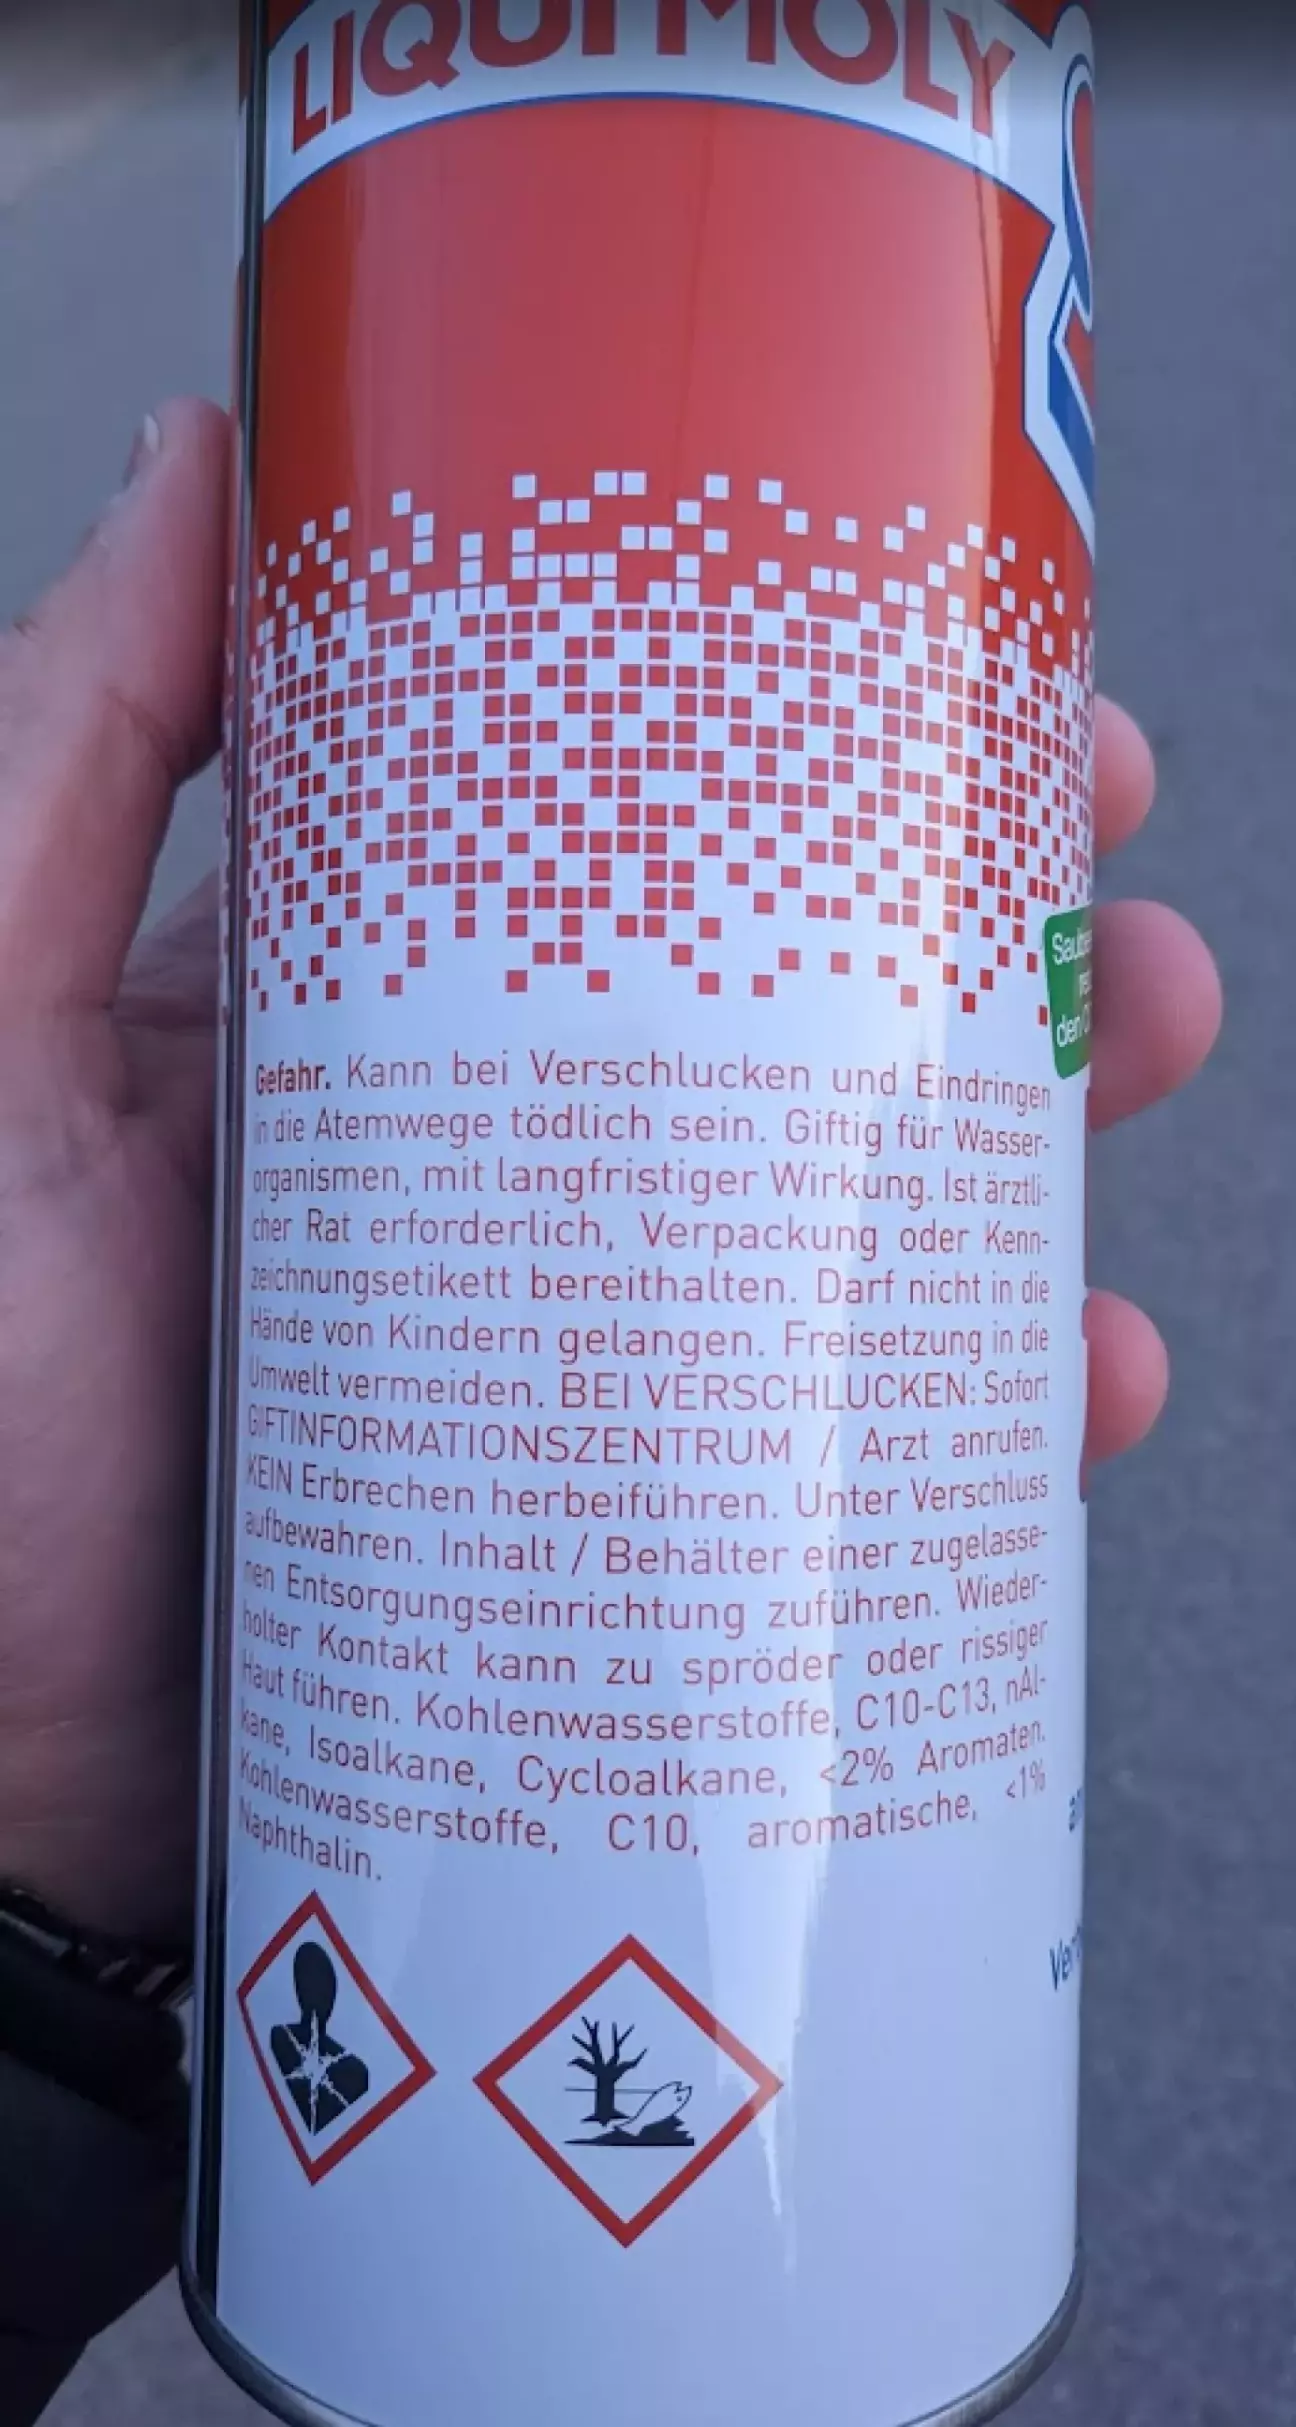 LIQUI MOLY
Gefahr. Kann bei Verschlucken und Eindringen
in die Atemwege tödlich sein. Giftig für Wasser-
organismen, mit langfristiger Wirkung. Ist ärztli-
cher Rat erforderlich, Verpackung oder Kenn-
zeichnungsetikett bereithalten. Darf nicht in die
Hände von Kindern gelangen. Freisetzung in die
Umwelt vermeiden. BEI VERSCHLUCKEN: Sofort
GIFTINFORMATIONSZENTRUM / Arzt anrufen.
KEIN Erbrechen herbeiführen. Unter Verschluss
aufbewahren. Inhalt / Behälter einer zugelasse-
nen Entsorgungseinrichtung zuführen. Wieder-
holter Kontakt kann zu spröder oder rissiger
Haut führen. Kohlenwasserstoffe, C10-C13, nAl-
kane, Isoalkane, Cycloalkane, <2% Aromaten.
Kohlenwasserstoffe, C10, aromatische, <1%
Naphthalin.
den